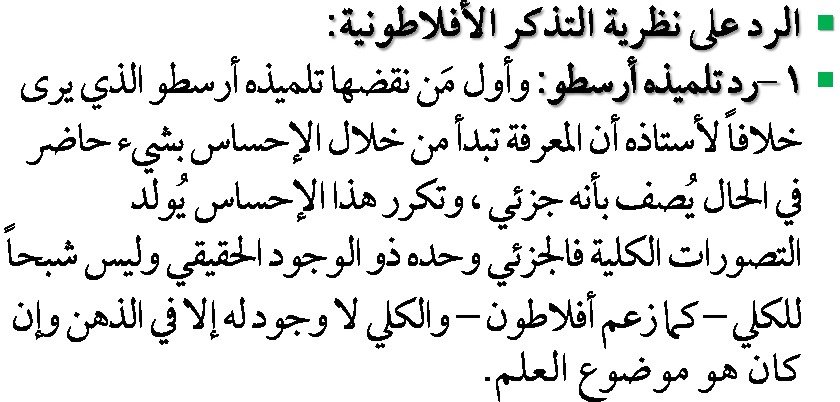 ▪ الرد على نظرية التذكر الأفلاطونية:
▪ ١ –رد تلميذه أرسطو: وأول مَن نقضها تلميذه أرسطو الذي يرى
خلافاً لأستاذه أن المعرفة تبدأ من خلال الإحساس بشيء حاضر
في الحال يُصف بأنه جزئي ، وتكرر هذا الإحساس يُولد
التصورات الكلية فالجزئي وحده ذو الوجود الحقيقي وليس شبحاً
للكلي – كما زعم أفلاطون – والكلي لا وجود له إلا في الذهن وإن
كان هو موضوع العلم.